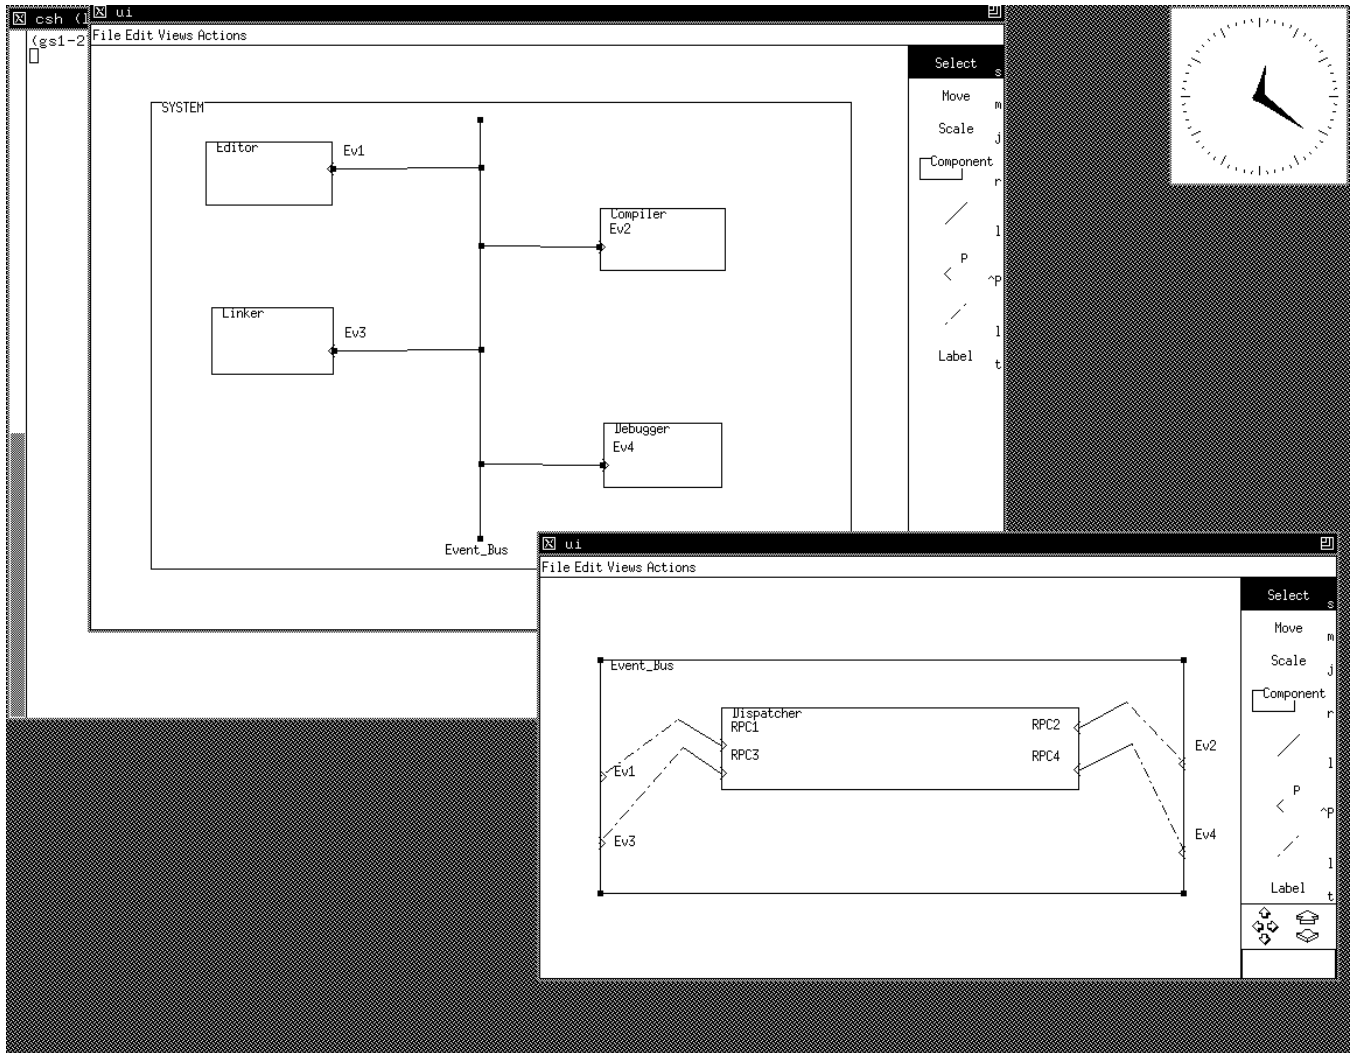 csh (l
(gs1-2
ui
File Edit Views Actions
SYSTEM
Editor
Ev1
Compiler
Ev2
Linker
Ev3
Debugger
Ev4
Event_Bus
Select s
Move m
Scale j
Component r
l
P ^P
l
Label t
ui
File Edit Views Actions
Event_Bus
Dispatcher
RPC1 RPC2
RPC3 RPC4
Ev1 Ev2
Ev3 Ev4
Select s
Move m
Scale j
Component r
l
P ^P
l
Label t